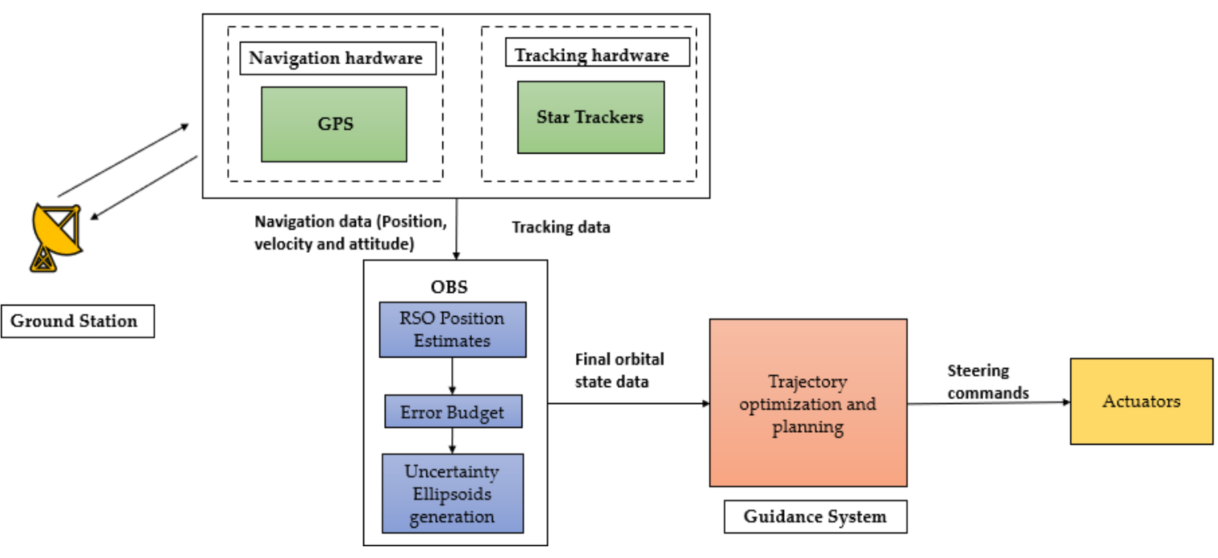 Navigation hardware
GPS
Tracking hardware
Star Trackers
Navigation data (Position,
velocity and attitude)
Tracking data
Ground Station
OBS
RSO Position
Estimates
Error Budget
Uncertainty
Ellipsoids
generation
Final orbital
state data
Trajectory
optimization and
planning
Guidance System
Steering
commands
Actuators